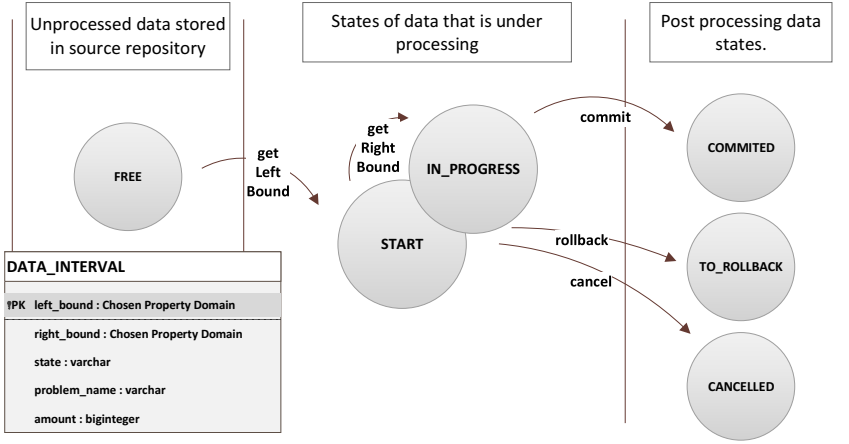 Unprocessed data stored
in source repository
States of data that is under
processing
Post processing data
states.
FREE
get
Left
Bound
get
Right
Bound
IN_PROGRESS
START
commit
rollback
cancel
COMMITED
TO_ROLLBACK
CANCELLED
DATA_INTERVAL
PK left_bound : Chosen Property Domain
right_bound : Chosen Property Domain
state : varchar
problem_name : varchar
amount : biginteger